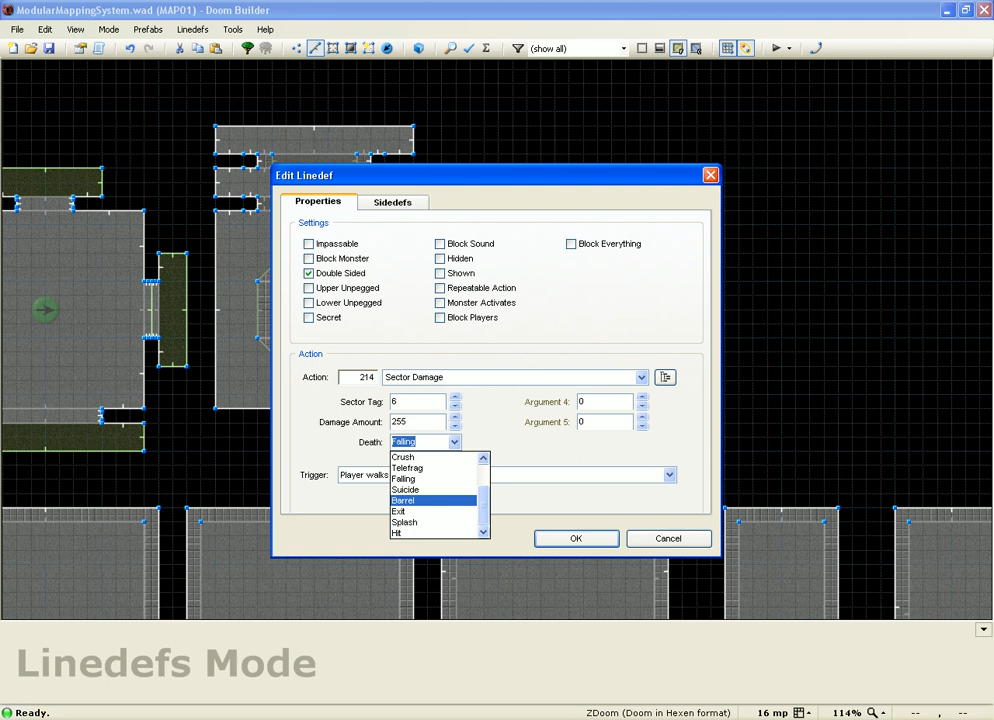 ModularMappingSystem.wad (MAP01) - Doom Builder
File Edit View Mode Prefabs Linedefs Tools Help
(show all)
Edit Linedef
Properties Sidedefs
Settings
Impassable Block Sound Block Everything
Block Monster Hidden
Double Sided Shown
Upper Unpegged Repeatable Action
Lower Unpegged Monster Activates
Secret Block Players
Action
Action: 214 Sector Damage
Sector Tag: 6 Argument 4: 0
Damage Amount: 255 Argument 5: 0
Death: Falling
Crush
Telefrag
Falling
Trigger: Player walks
Suicide
Barrel
Exit
Splash
Hit
OK Cancel
Linedefs Mode
Ready. ZDoom (Doom in Hexen format) 16 mp 114% -- , --